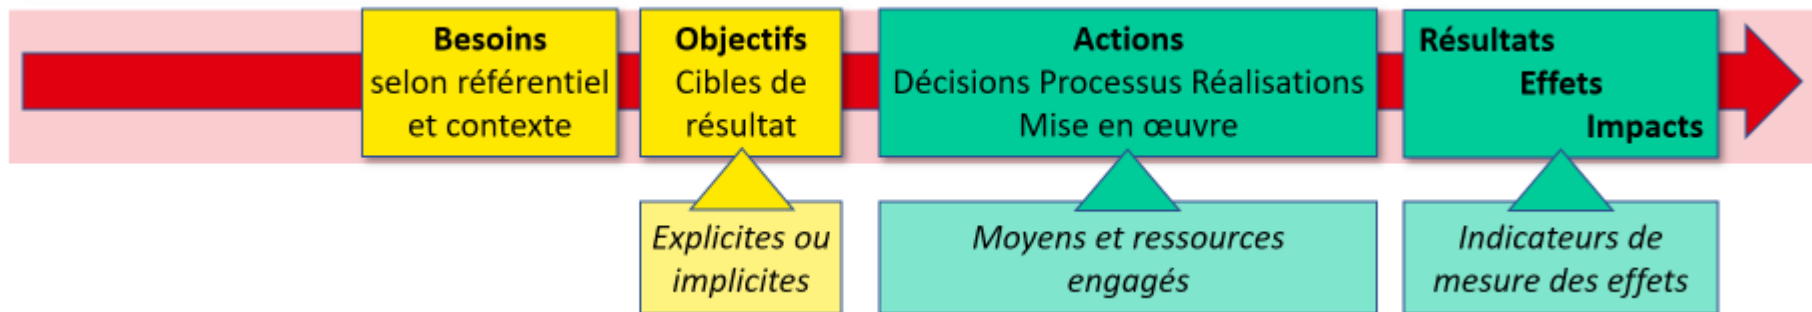 Besoins
selon référentiel
et contexte
Objectifs
Cibles de
résultat
Actions
Décisions Processus Réalisations
Mise en œuvre
Résultats
Effets
Impacts
Explicites ou
implicites
Moyens et ressources
engagés
Indicateurs de
mesure des effets